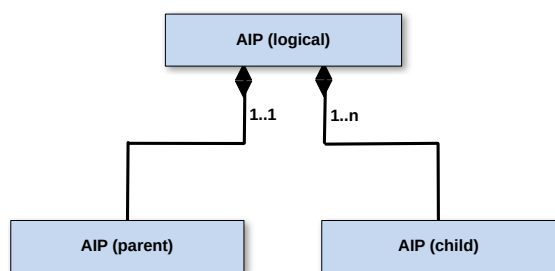 AIP (logical)
1..1
1..n
AIP (parent)
AIP (child)